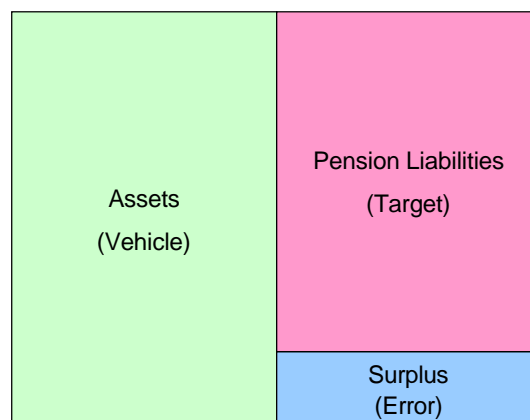 Assets
(Vehicle)
Pension Liabilities
(Target)
Surplus
(Error)